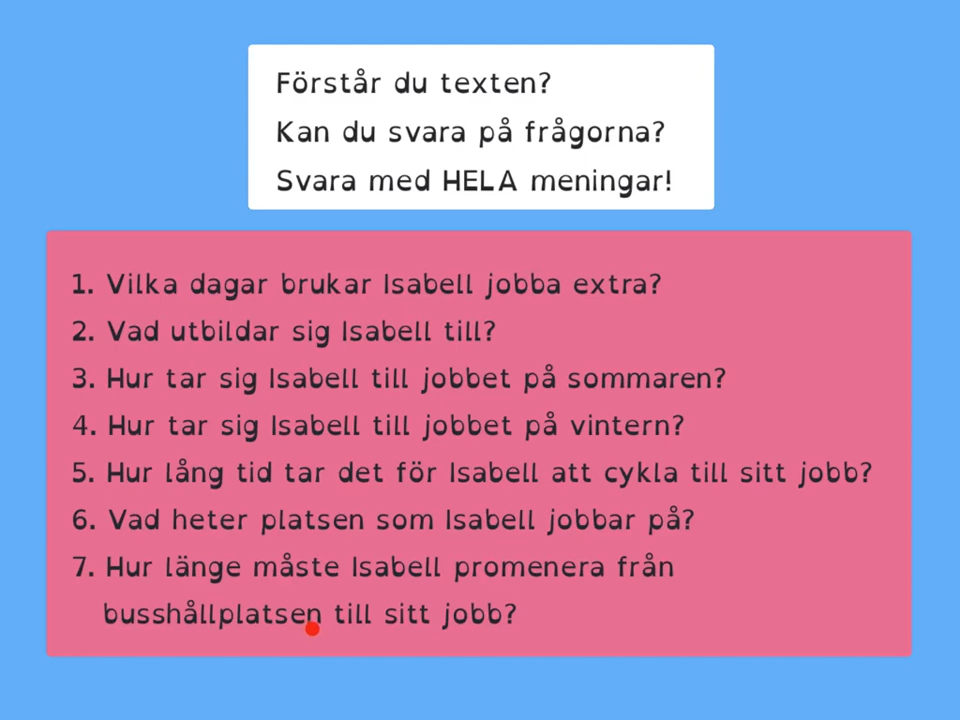 Förstår du texten?
Kan du svara på frågorna?
Svara med HELA meningar!
1. Vilka dagar brukar Isabell jobba extra?
2. Vad utbildar sig Isabell till?
3. Hur tar sig Isabell till jobbet på sommaren?
4. Hur tar sig Isabell till jobbet på vintern?
5. Hur lång tid tar det för Isabell att cykla till sitt jobb?
6. Vad heter platsen som Isabell jobbar på?
7. Hur länge måste Isabell promenera från
busshållplatsen till sitt jobb?